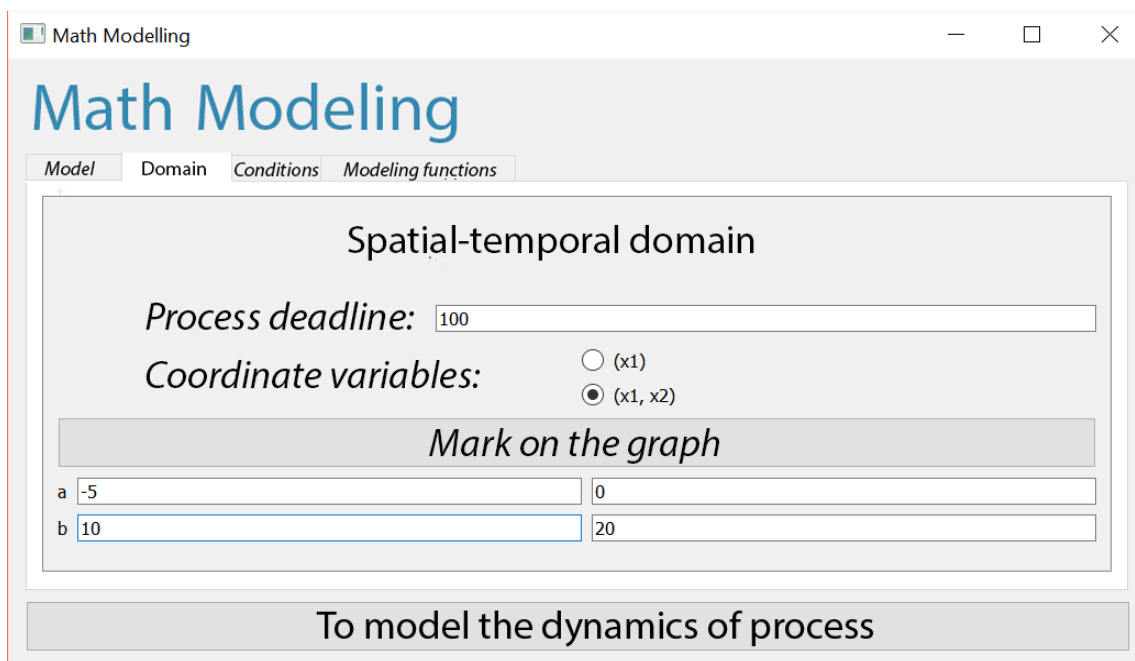 Math Modelling
Math Modeling
Model Domain Conditions Modeling functions
Spatial-temporal domain
Process deadline: 100
Coordinate variables: (x1)
(x1, x2)
Mark on the graph
a -5 0
b 10 20
To model the dynamics of process